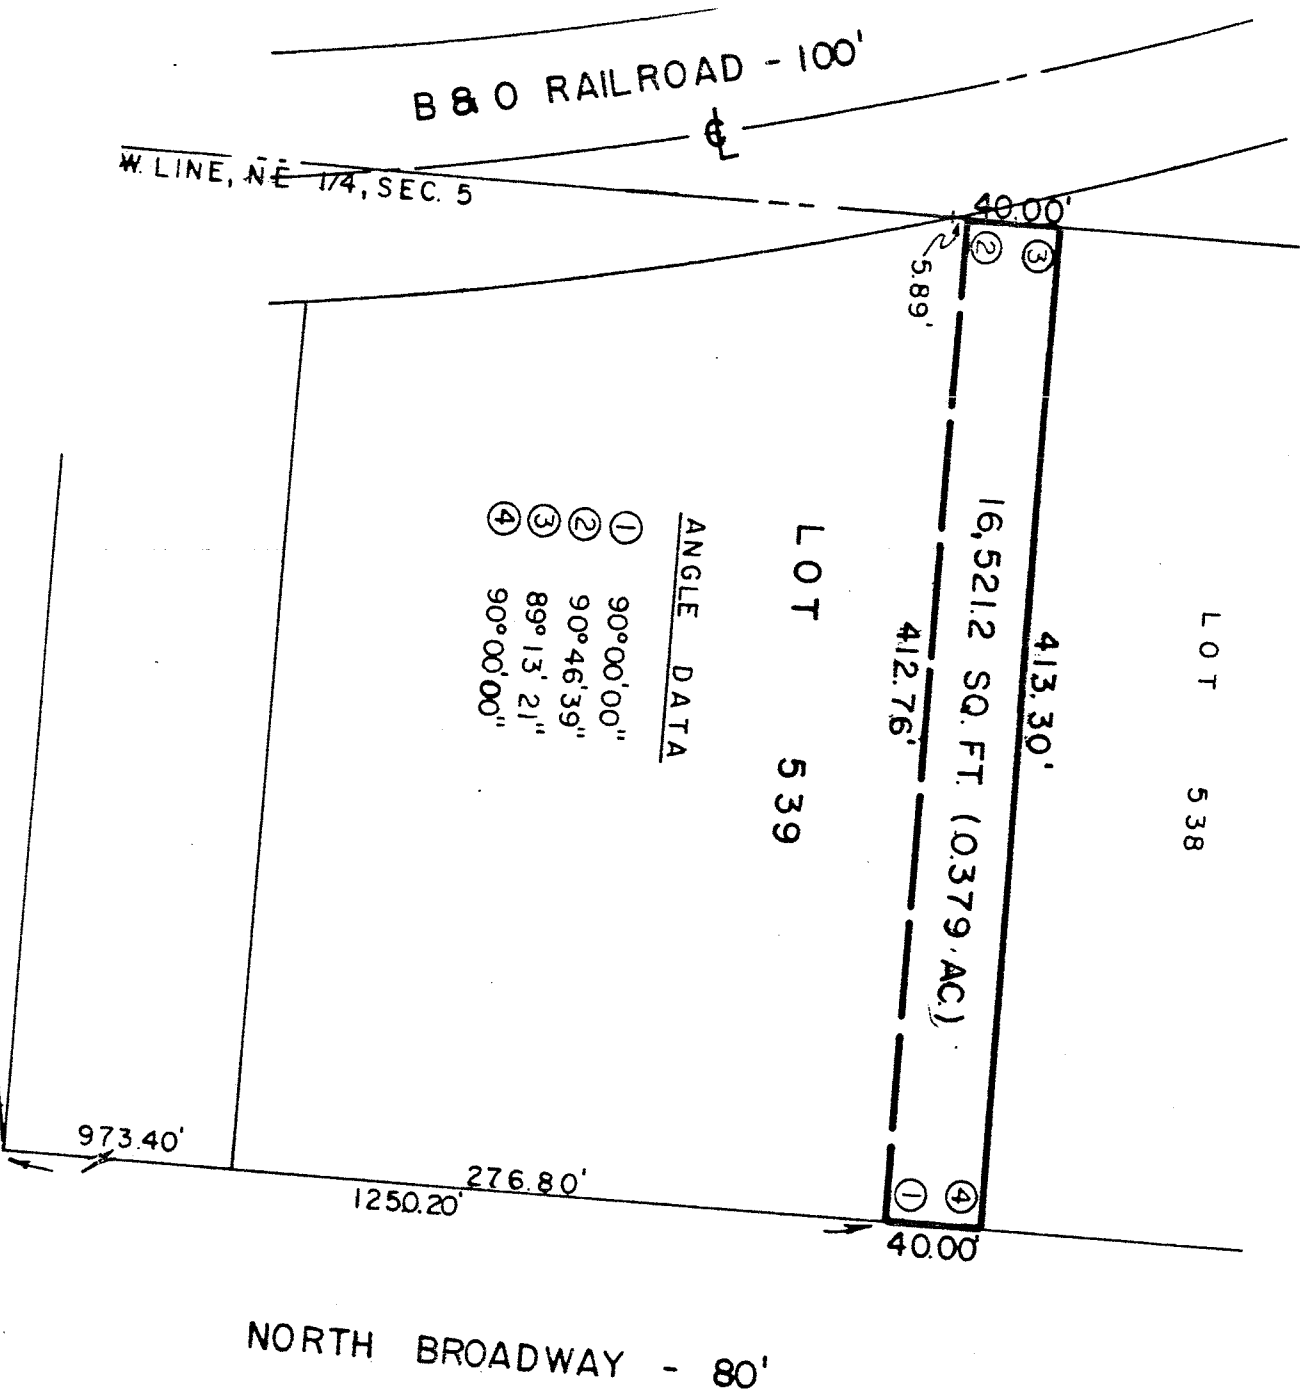 B & O RAILROAD - 100'
℄
W. LINE, NE 1/4, SEC. 5
40.00'
② ③
5.89'
LOT 538
413.30'
16,521.2 SQ. FT. (0.379 AC.)
412.76'
LOT 539
ANGLE DATA
① 90°00'00"
② 90°46'39"
③ 89°13'21"
④ 90°00'00"
① ④
973.40'
276.80'
1250.20'
40.00'
NORTH BROADWAY - 80'